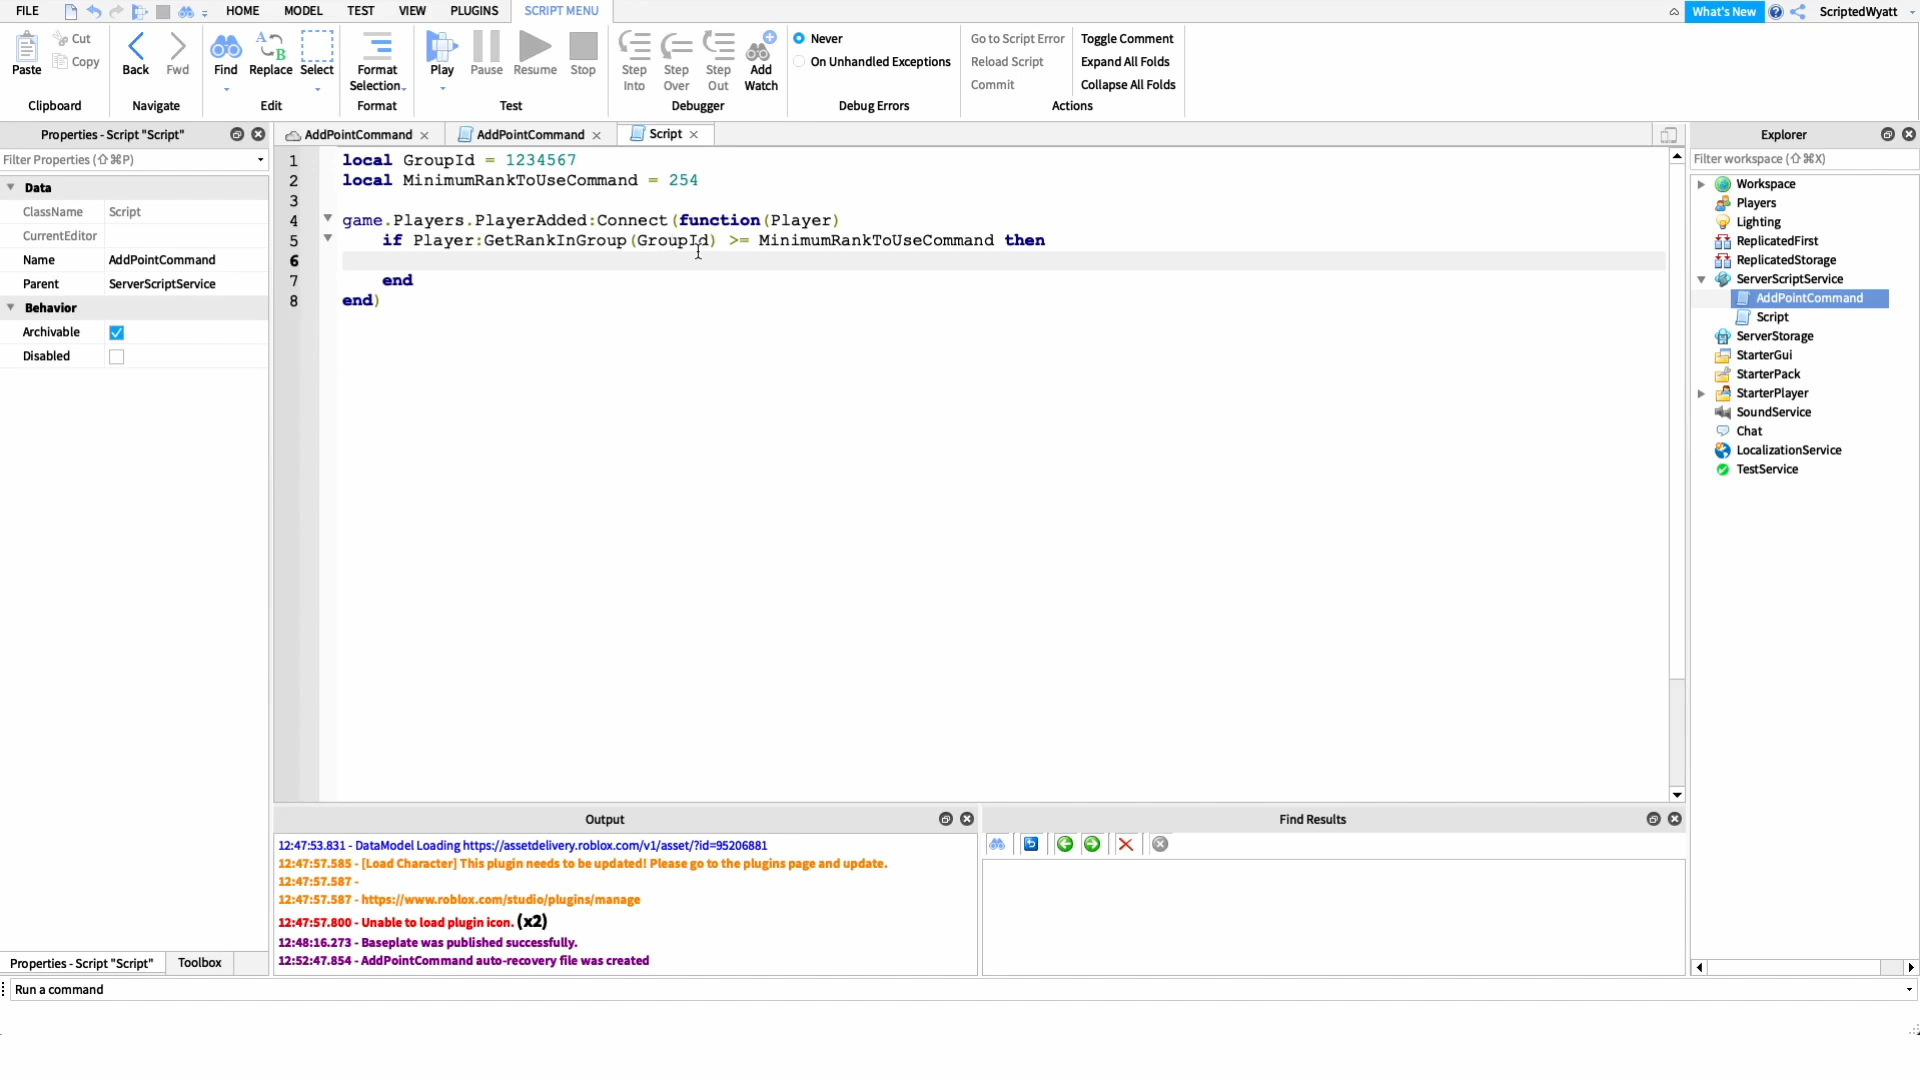 FILE HOME MODEL TEST VIEW PLUGINS SCRIPT MENU What's New ScriptedWyatt
Paste Cut Copy
Clipboard
Back Fwd
Navigate
Find Replace Select
Edit
Format Selection
Format
Play Pause Resume Stop
Test
Step Into Step Over Step Out Add Watch
Debugger
Never
On Unhandled Exceptions
Debug Errors
Go to Script Error
Reload Script
Commit
Toggle Comment
Expand All Folds
Collapse All Folds
Actions
Properties - Script "Script"
Filter Properties (⇧⌘P)
Data
ClassName Script
CurrentEditor
Name AddPointCommand
Parent ServerScriptService
Behavior
Archivable
Disabled
Properties - Script "Script" Toolbox
AddPointCommand AddPointCommand Script
1 local GroupId = 1234567
2 local MinimumRankToUseCommand = 254
3
4 game.Players.PlayerAdded:Connect(function(Player)
5 if Player:GetRankInGroup(GroupId) >= MinimumRankToUseCommand then
6
7 end
8 end)
Output
12:47:53.831 - DataModel Loading https://assetdelivery.roblox.com/v1/asset/?id=95206881
12:47:57.585 - [Load Character] This plugin needs to be updated! Please go to the plugins page and update.
12:47:57.587 -
12:47:57.587 - https://www.roblox.com/studio/plugins/manage
12:47:57.800 - Unable to load plugin icon. (x2)
12:48:16.273 - Baseplate was published successfully.
12:52:47.854 - AddPointCommand auto-recovery file was created
Find Results
Explorer
Filter workspace (⇧⌘X)
Workspace
Players
Lighting
ReplicatedFirst
ReplicatedStorage
ServerScriptService
AddPointCommand
Script
ServerStorage
StarterGui
StarterPack
StarterPlayer
SoundService
Chat
LocalizationService
TestService
Run a command